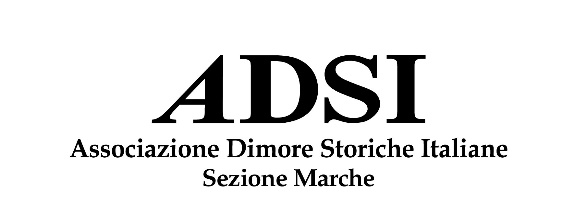 ADSI
Associazione Dimore Storiche Italiane
Sezione Marche